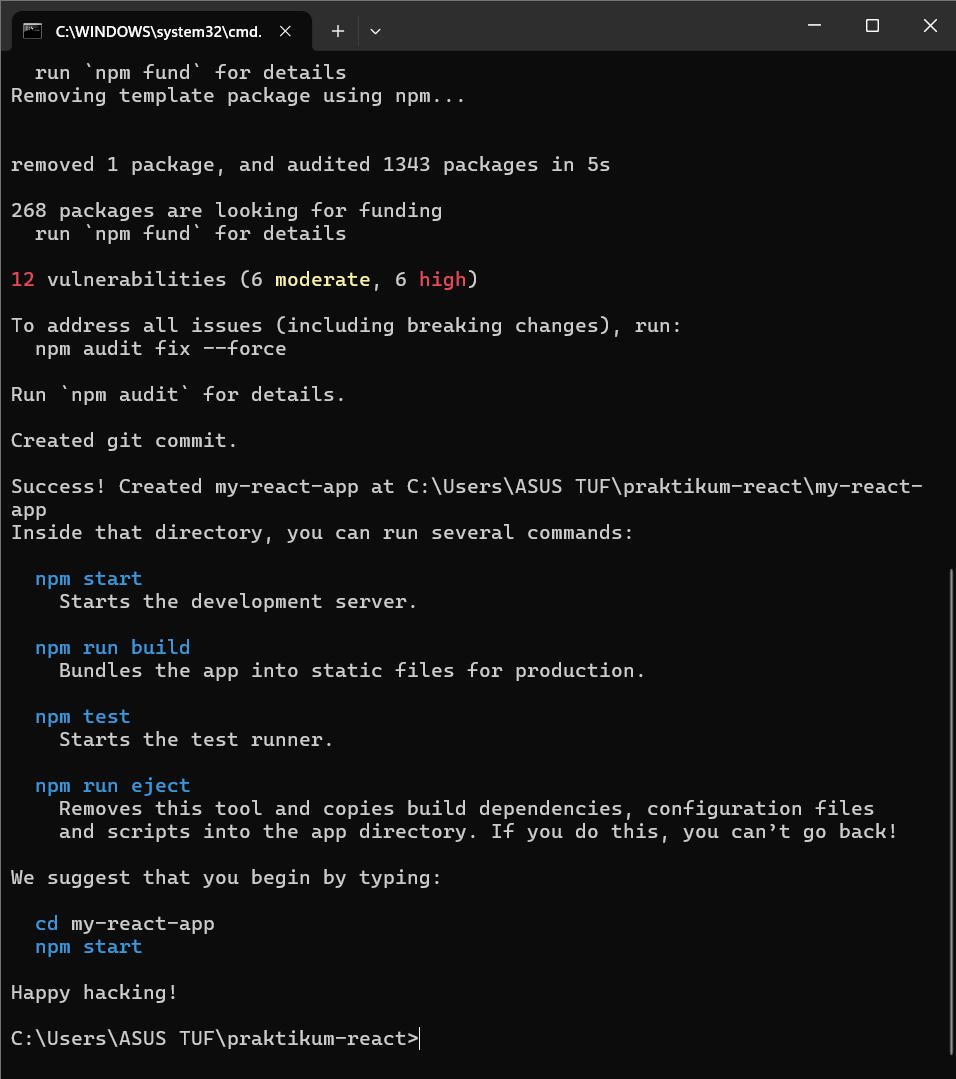 C:\WINDOWS\system32\cmd.
run `npm fund` for details
Removing template package using npm...
removed 1 package, and audited 1343 packages in 5s
268 packages are looking for funding
run `npm fund` for details
12 vulnerabilities (6 moderate, 6 high)
To address all issues (including breaking changes), run:
npm audit fix --force
Run `npm audit` for details.
Created git commit.
Success! Created my-react-app at C:\Users\ASUS TUF\praktikum-react\my-react-
app
Inside that directory, you can run several commands:
npm start
Starts the development server.
npm run build
Bundles the app into static files for production.
npm test
Starts the test runner.
npm run eject
Removes this tool and copies build dependencies, configuration files
and scripts into the app directory. If you do this, you can’t go back!
We suggest that you begin by typing:
cd my-react-app
npm start
Happy hacking!
C:\Users\ASUS TUF\praktikum-react>